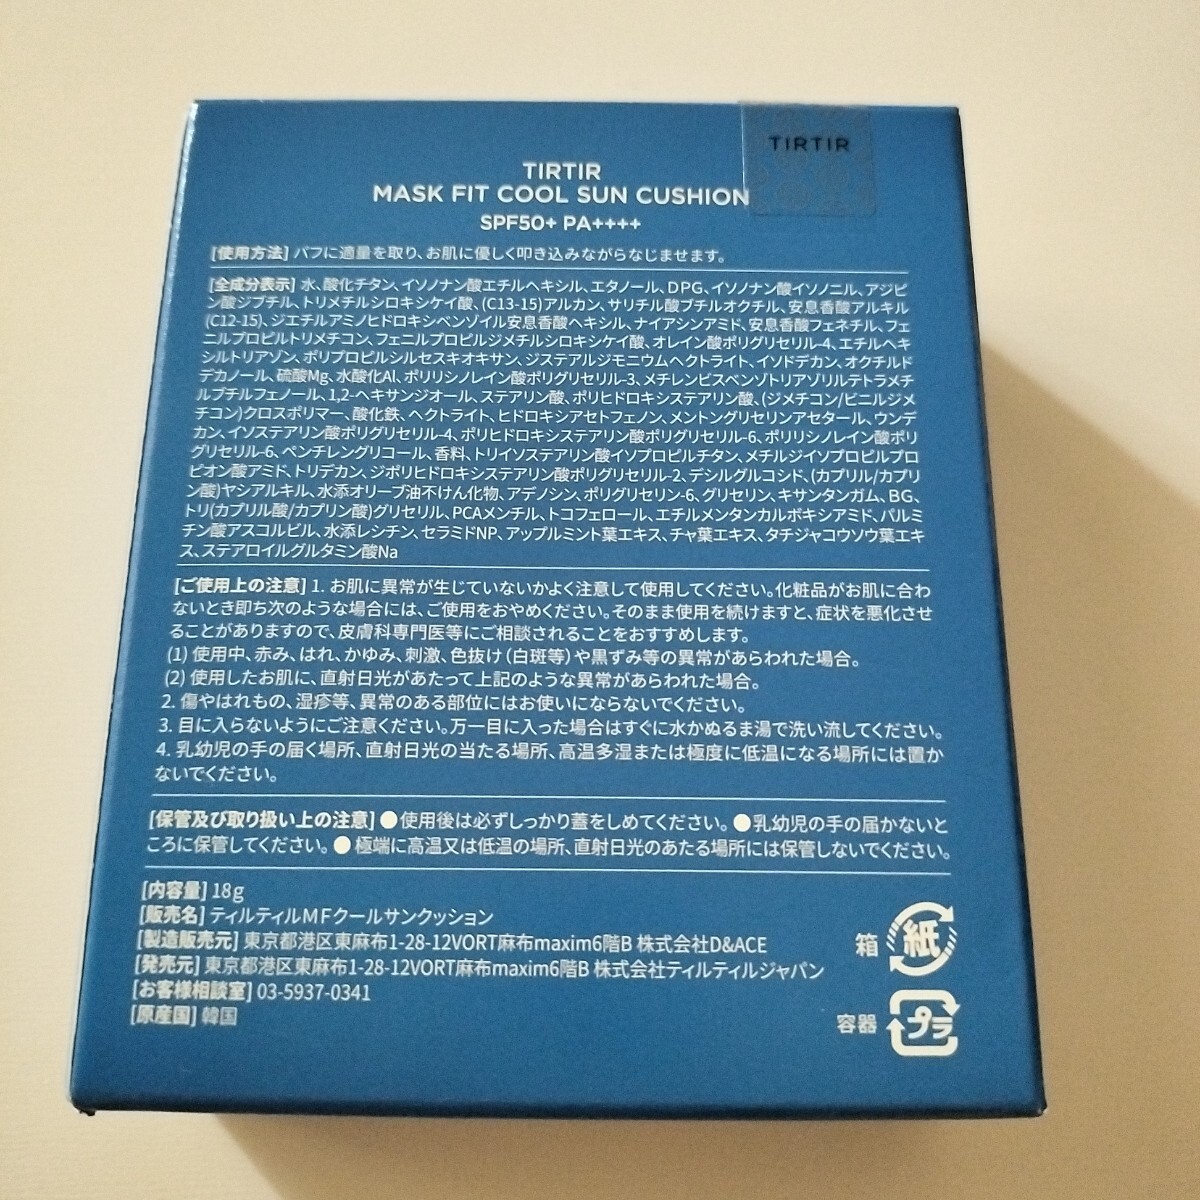 TIRTIR
TIRTIR
MASK FIT COOL SUN CUSHION
SPF50+ PA++++
[使用方法] パフに適量を取り、お肌に優しく叩き込みながらなじませます。
[全成分表示] 水、酸化チタン、イソノナン酸エチルヘキシル、エタノール、DPG、イソノナン酸イソノニル、アジピ
ン酸ジブチル、トリメチルシロキシケイ酸、(C13-15)アルカン、サリチル酸ブチルオクチル、安息香酸アルキル
(C12-15)、ジエチルアミノヒドロキシベンゾイル安息香酸ヘキシル、ナイアシンアミド、安息香酸フェネチル、フェ
ニルプロピルトリメチコン、フェニルプロピルジメチルシロキシケイ酸、オレイン酸ポリグリセリル-4、エチルヘキ
シルトリアゾン、ポリプロピルシルセスキオキサン、ジステアルジモニウムヘクトライト、イソドデカン、オクチルド
デカノール、硫酸Mg、水酸化Al、ポリリシノレイン酸ポリグリセリル-3、メチレンビスベンゾトリアゾリルテトラメチ
ルブチルフェノール、1,2-ヘキサンジオール、ステアリン酸、ポリヒドロキシステアリン酸、(ジメチコン/ビニルジメ
チコン)クロスポリマー、酸化鉄、ヘクトライト、ヒドロキシアセトフェノン、メントングリセリンアセタール、ウンデ
カン、イソステアリン酸ポリグリセリル-4、ポリヒドロキシステアリン酸ポリグリセリル-6、ポリリシノレイン酸ポリ
グリセリル-6、ペンチレングリコール、香料、トリイソステアリン酸イソプロピルチタン、メチルジイソプロピルプロ
ピオン酸アミド、トリデカン、ジポリヒドロキシステアリン酸ポリグリセリル-2、デシルグルコシド、(カプリル/カプリ
ン酸)ヤシアルキル、水添オリーブ油不けん化物、アデノシン、ポリグリセリン-6、グリセリン、キサンタンガム、BG、
トリ(カプリル酸/カプリン酸)グリセリル、PCAメンチル、トコフェロール、エチルメンタンカルボキシアミド、パルミ
チン酸アスコルビル、水添レシチン、セラミドNP、アップルミント葉エキス、チャ葉エキス、タチジャコウソウ葉エキ
ス、ステアロイルグルタミン酸Na
[ご使用上の注意] 1. お肌に異常が生じていないかよく注意して使用してください。化粧品がお肌に合わ
ないとき即ち次のような場合には、ご使用をおやめください。そのまま使用を続けますと、症状を悪化させ
ることがありますので、皮膚科専門医等にご相談されることをおすすめします。
(1) 使用中、赤み、はれ、かゆみ、刺激、色抜け(白斑等)や黒ずみ等の異常があらわれた場合。
(2) 使用したお肌に、直射日光があたって上記のような異常があらわれた場合。
2. 傷やはれもの、湿疹等、異常のある部位にはお使いにならないでください。
3. 目に入らないようにご注意ください。万一目に入った場合はすぐに水かぬるま湯で洗い流してください。
4. 乳幼児の手の届く場所、直射日光の当たる場所、高温多湿または極度に低温になる場所には置か
ないでください。
[保管及び取り扱い上の注意] ●使用後は必ずしっかり蓋をしめてください。●乳幼児の手の届かないと
ころに保管してください。●極端に高温又は低温の場所、直射日光のあたる場所には保管しないでください。
[内容量] 18g
[販売名] ティルティルMFクールサンクッション
[製造販売元] 東京都港区東麻布1-28-12VORT麻布maxim6階B 株式会社D&ACE
[発売元] 東京都港区東麻布1-28-12VORT麻布maxim6階B 株式会社ティルティルジャパン
[お客様相談室] 03-5937-0341
[原産国] 韓国
箱 紙
容器 プラ